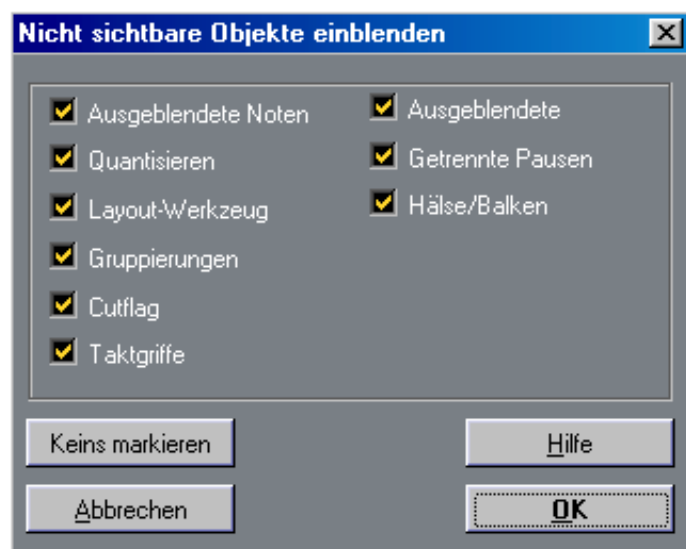 Nicht sichtbare Objekte einblenden
Ausgeblendete Noten
Quantisieren
Layout-Werkzeug
Gruppierungen
Cutflag
Taktgriffe
Ausgeblendete
Getrennte Pausen
Hälse/Balken
Keins markieren
Hilfe
Abbrechen
OK